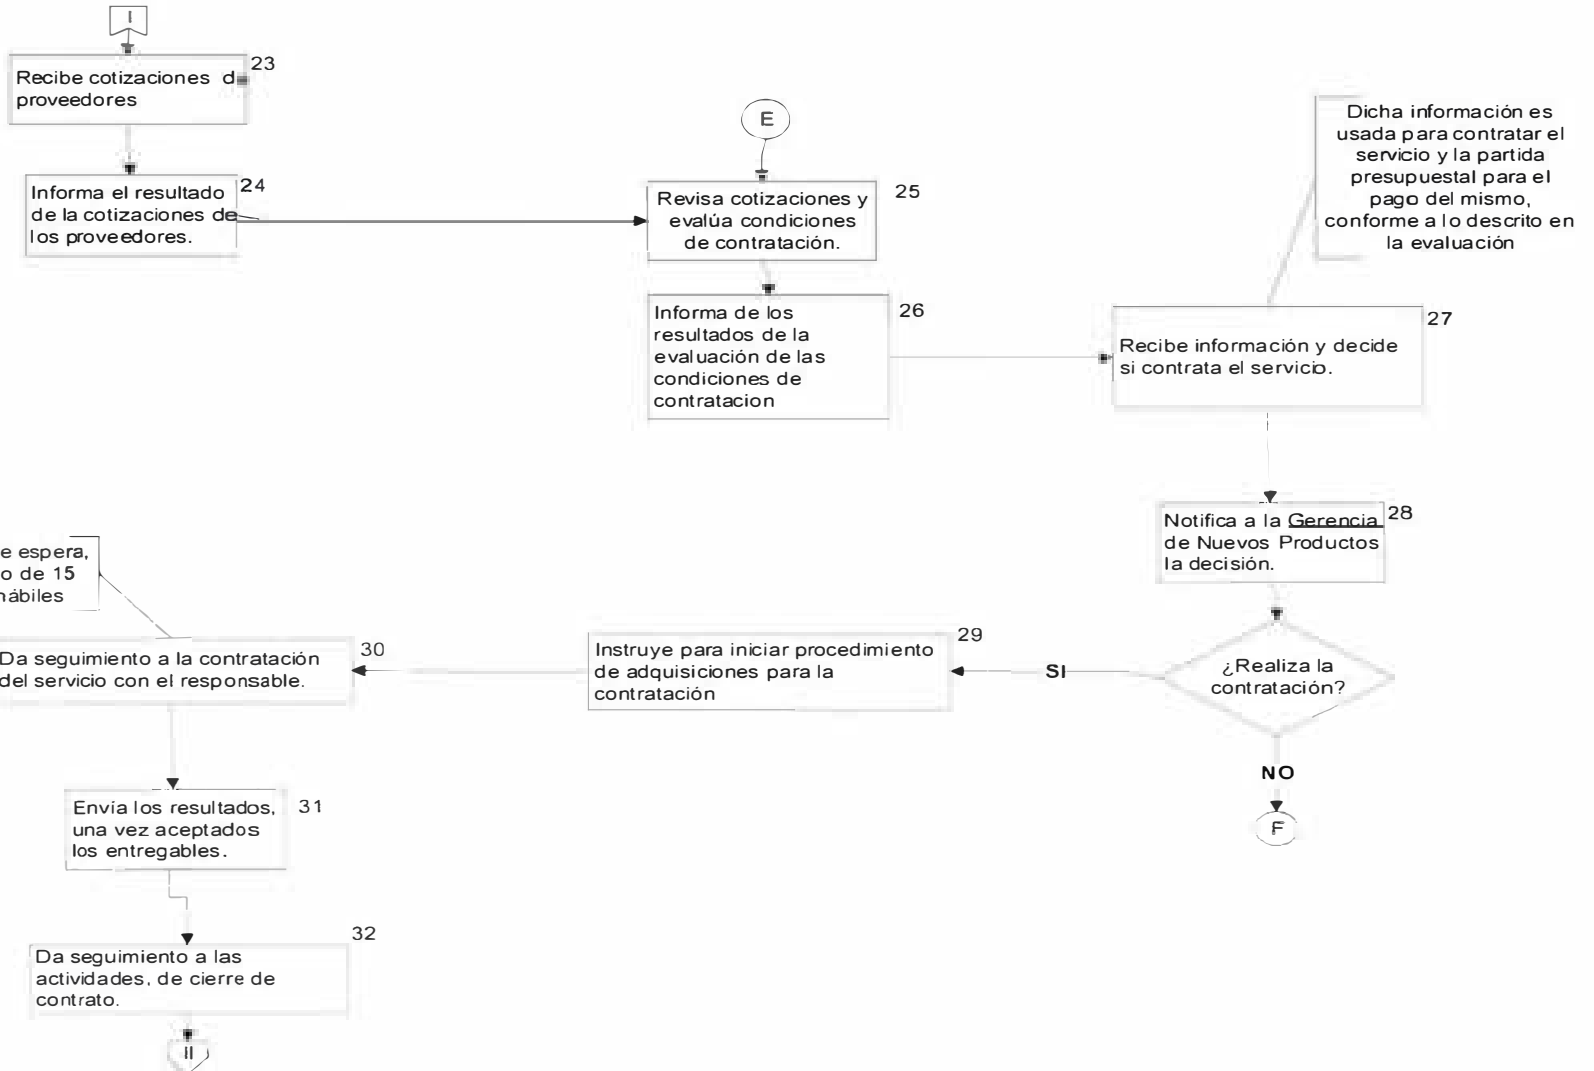 I
23
Recibe cotizaciones d
proveedores
24
Informa el resultado
de la cotizaciones de
los proveedores.
E
25
Revisa cotizaciones y
evalúa condiciones
de contratación.
26
Informa de los
resultados de la
evaluación de las
condiciones de
contratacion
Dicha información es
usada para contratar el
servicio y la partida
presupuestal para el
pago del mismo,
conforme a lo descrito en
la evaluación
27
Recibe información y decide
si contrata el servicio.
28
Notifica a la Gerencia
de Nuevos Productos
la decisión.
¿Realiza la
contratación?
SI
NO
F
29
Instruye para iniciar procedimiento
de adquisiciones para la
contratación
e espera,
o de 15
hábiles
30
Da seguimiento a la contratación
del servicio con el responsable.
31
Envía los resultados,
una vez aceptados
los entregables.
32
Da seguimiento a las
actividades, de cierre de
contrato.
II